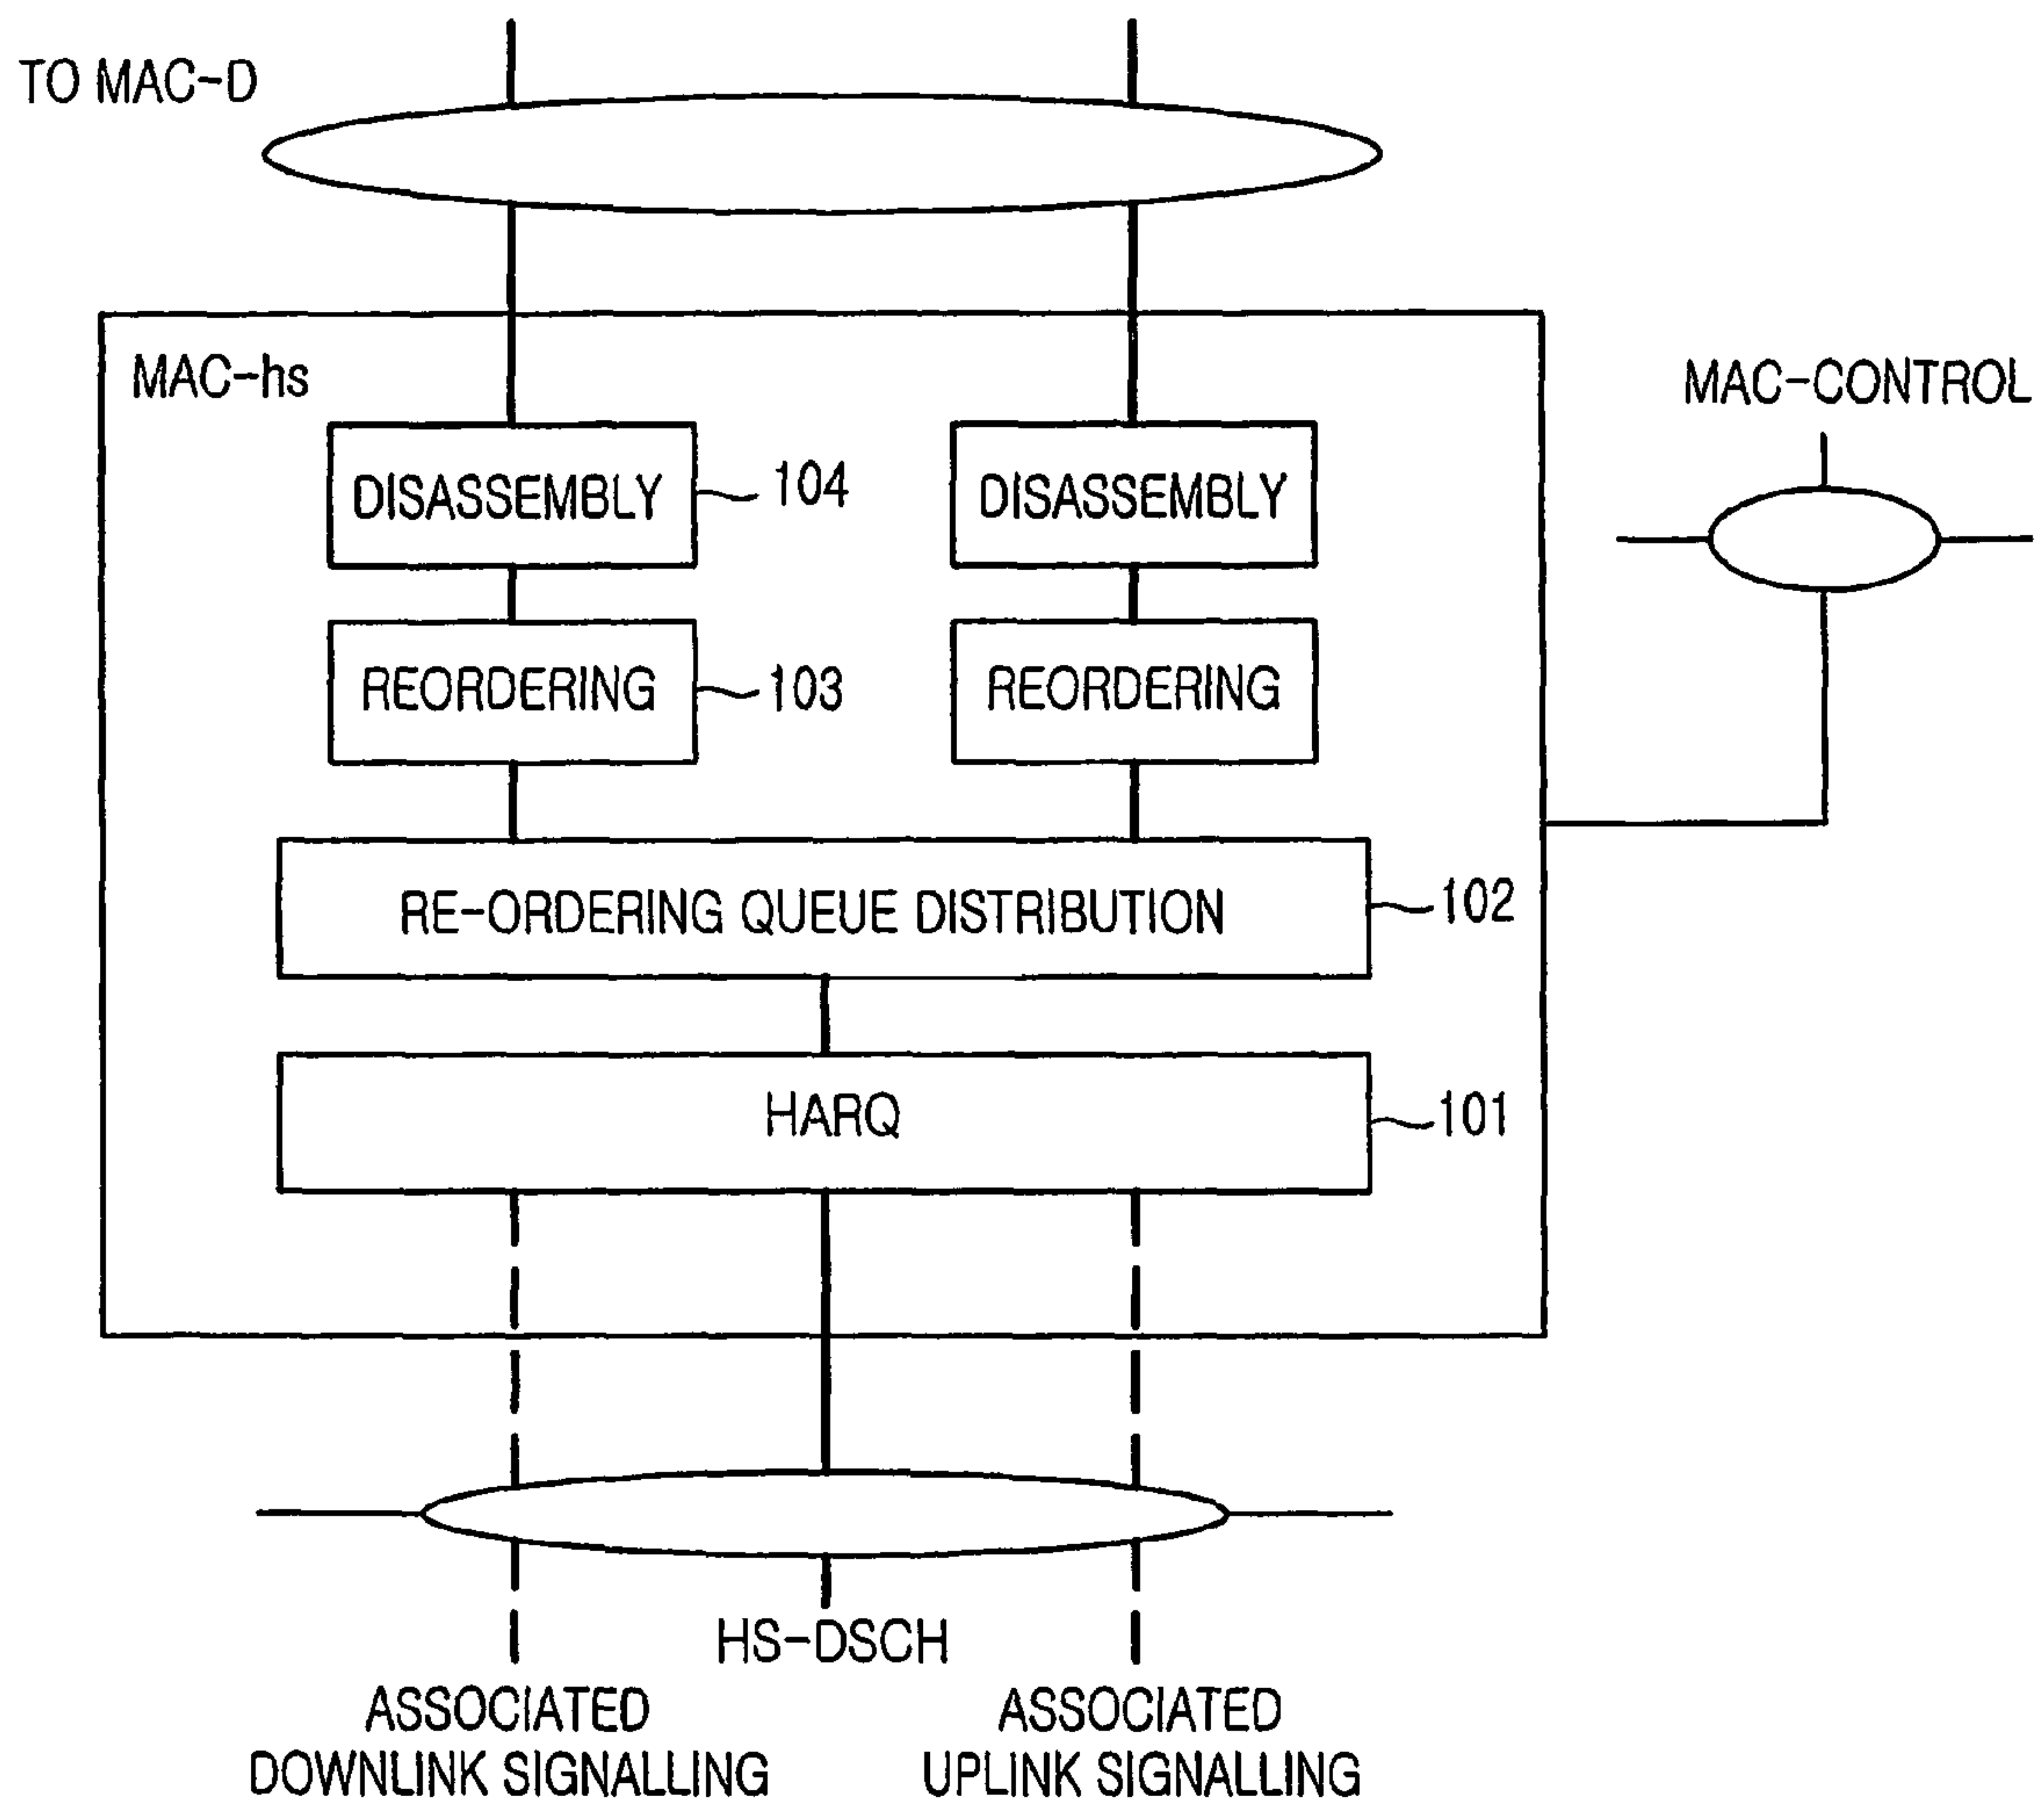 TO MAC-D
MAC-hs
MAC-CONTROL
DISASSEMBLY
104
DISASSEMBLY
REORDERING
103
REORDERING
RE-ORDERING QUEUE DISTRIBUTION
102
HARQ
101
HS-DSCH
ASSOCIATED
DOWNLINK SIGNALLING
ASSOCIATED
UPLINK SIGNALLING